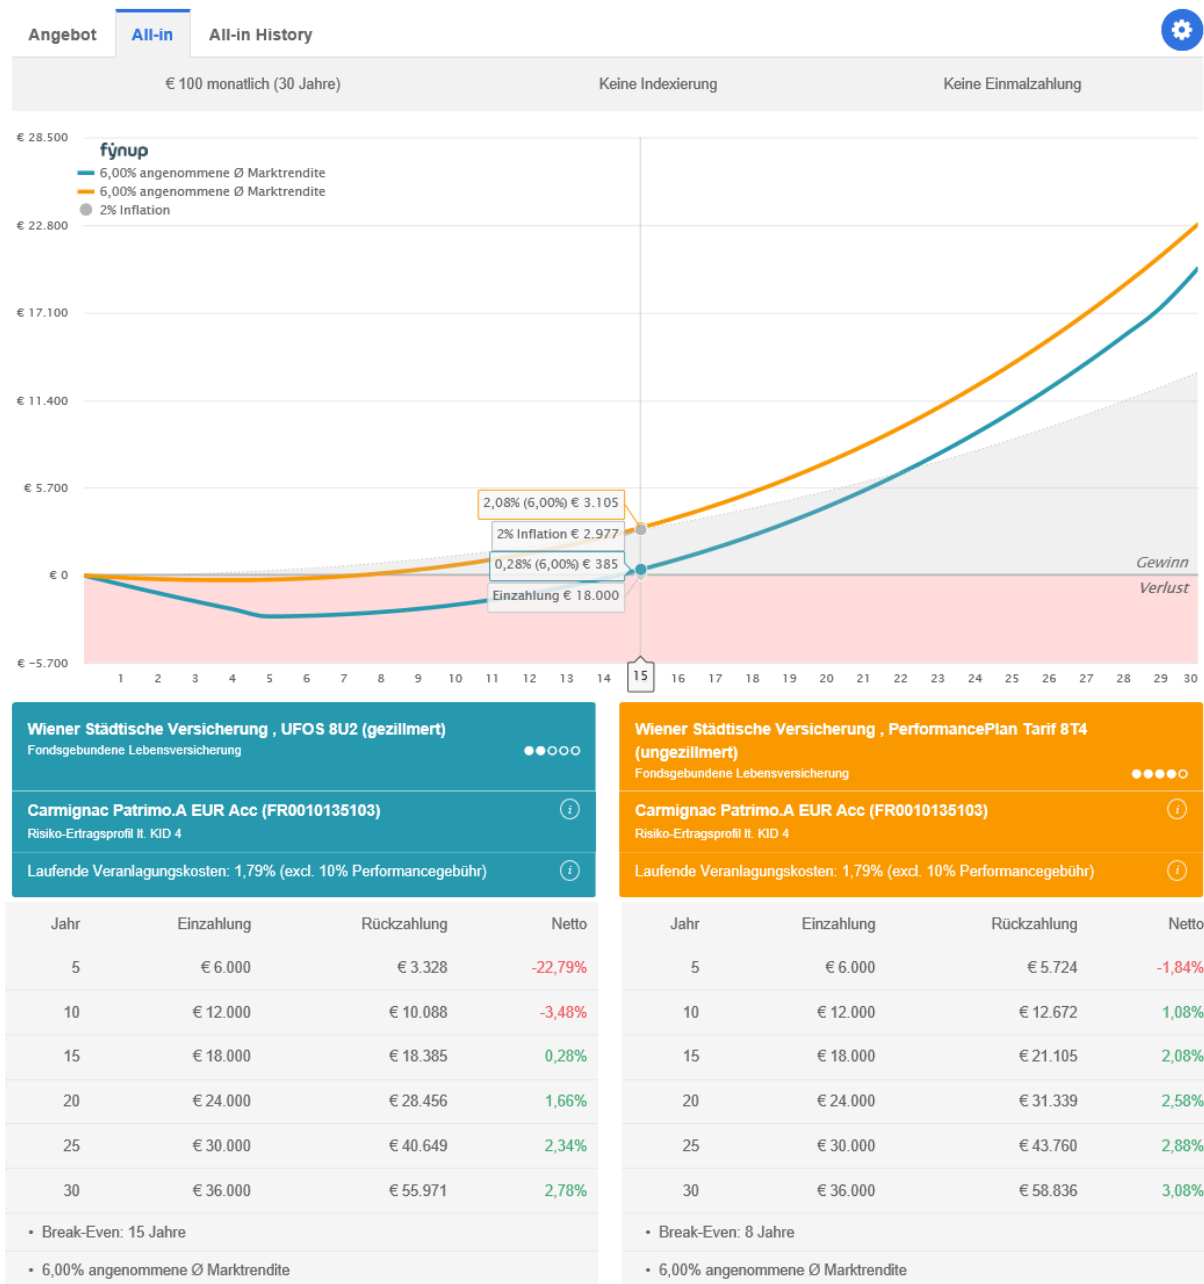 Angebot All-in All-in History
€ 100 monatlich (30 Jahre) Keine Indexierung Keine Einmalzahlung
€ 28.500
fynup
6,00% angenommene Ø Marktrendite
6,00% angenommene Ø Marktrendite
2% Inflation
€ 22.800
€ 17.100
€ 11.400
€ 5.700
2,08% (6,00%) € 3.105
2% Inflation € 2.977
0,28% (6,00%) € 385
Einzahlung € 18.000
€ 0
Gewinn
Verlust
€ −5.700
1 2 3 4 5 6 7 8 9 10 11 12 13 14 15 16 17 18 19 20 21 22 23 24 25 26 27 28 29 30
Wiener Städtische Versicherung , UFOS 8U2 (gezillmert)
Fondsgebundene Lebensversicherung
Carmignac Patrimo.A EUR Acc (FR0010135103)
Risiko-Ertragsprofil lt. KID 4
Laufende Veranlagungskosten: 1,79% (excl. 10% Performancegebühr)
Jahr Einzahlung Rückzahlung Netto
5 € 6.000 € 3.328 -22,79%
10 € 12.000 € 10.088 -3,48%
15 € 18.000 € 18.385 0,28%
20 € 24.000 € 28.456 1,66%
25 € 30.000 € 40.649 2,34%
30 € 36.000 € 55.971 2,78%
• Break-Even: 15 Jahre
• 6,00% angenommene Ø Marktrendite
Wiener Städtische Versicherung , PerformancePlan Tarif 8T4
(ungezillmert)
Fondsgebundene Lebensversicherung
Carmignac Patrimo.A EUR Acc (FR0010135103)
Risiko-Ertragsprofil lt. KID 4
Laufende Veranlagungskosten: 1,79% (excl. 10% Performancegebühr)
Jahr Einzahlung Rückzahlung Netto
5 € 6.000 € 5.724 -1,84%
10 € 12.000 € 12.672 1,08%
15 € 18.000 € 21.105 2,08%
20 € 24.000 € 31.339 2,58%
25 € 30.000 € 43.760 2,88%
30 € 36.000 € 58.836 3,08%
• Break-Even: 8 Jahre
• 6,00% angenommene Ø Marktrendite